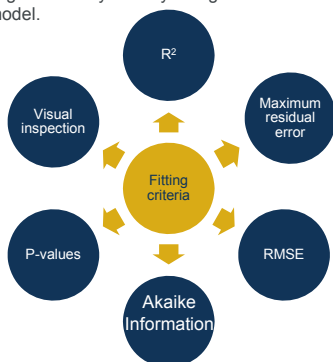 model.
R²
Visual
inspection
Maximum
residual
error
Fitting
criteria
P-values
RMSE
Akaike
Information